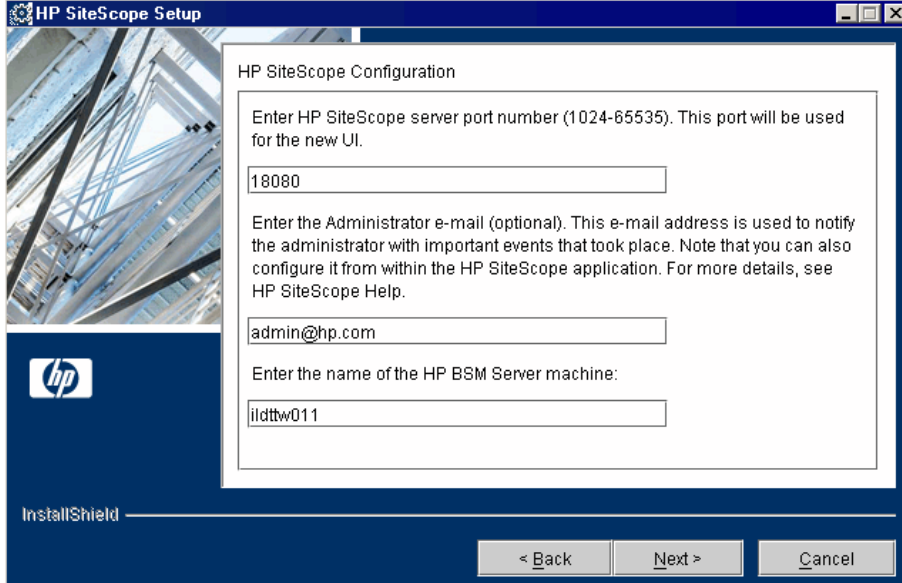 HP SiteScope Setup
HP SiteScope Configuration
Enter HP SiteScope server port number (1024-65535). This port will be used
for the new UI.
18080
Enter the Administrator e-mail (optional). This e-mail address is used to notify
the administrator with important events that took place. Note that you can also
configure it from within the HP SiteScope application. For more details, see
HP SiteScope Help.
admin@hp.com
hp
Enter the name of the HP BSM Server machine:
ildttw011
InstallShield
< Back
Next >
Cancel